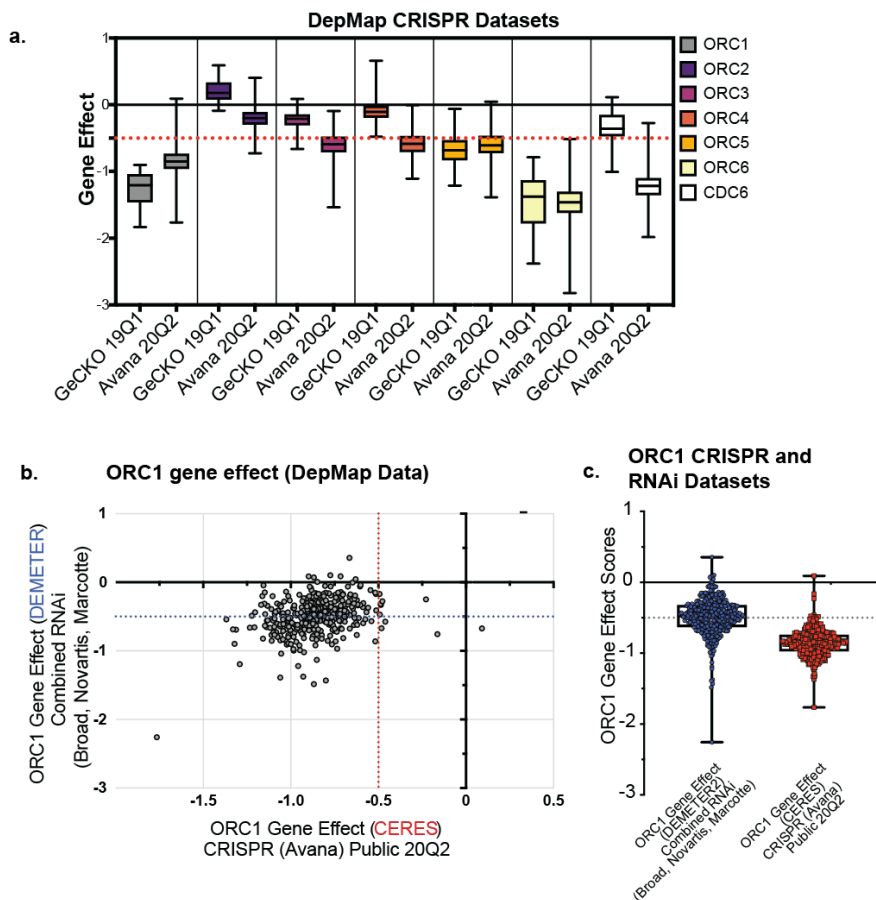 DepMap CRISPR Datasets
a.
Gene Effect
1
0
-1
-2
-3
GeCKO 19Q1
Avana 20Q2
GeCKO 19Q1
Avana 20Q2
GeCKO 19Q1
Avana 20Q2
GeCKO 19Q1
Avana 20Q2
GeCKO 19Q1
Avana 20Q2
GeCKO 19Q1
Avana 20Q2
GeCKO 19Q1
Avana 20Q2
ORC1
ORC2
ORC3
ORC4
ORC5
ORC6
CDC6
b.
ORC1 gene effect (DepMap Data)
ORC1 Gene Effect (DEMETER)
Combined RNAi
(Broad, Novartis, Marcotte)
1
0
-1
-2
-3
-1.5
-1.0
-0.5
0
0.5
ORC1 Gene Effect (CERES)
CRISPR (Avana) Public 20Q2
c.
ORC1 CRISPR and
RNAi Datasets
ORC1 Gene Effect Scores
1
0
-1
-2
-3
ORC1 Gene Effect
(DEMETER2)
Combined RNAi
(Broad, Novartis, Marcotte)
ORC1 Gene Effect
(CERES)
CRISPR (Avana)
Public 20Q2